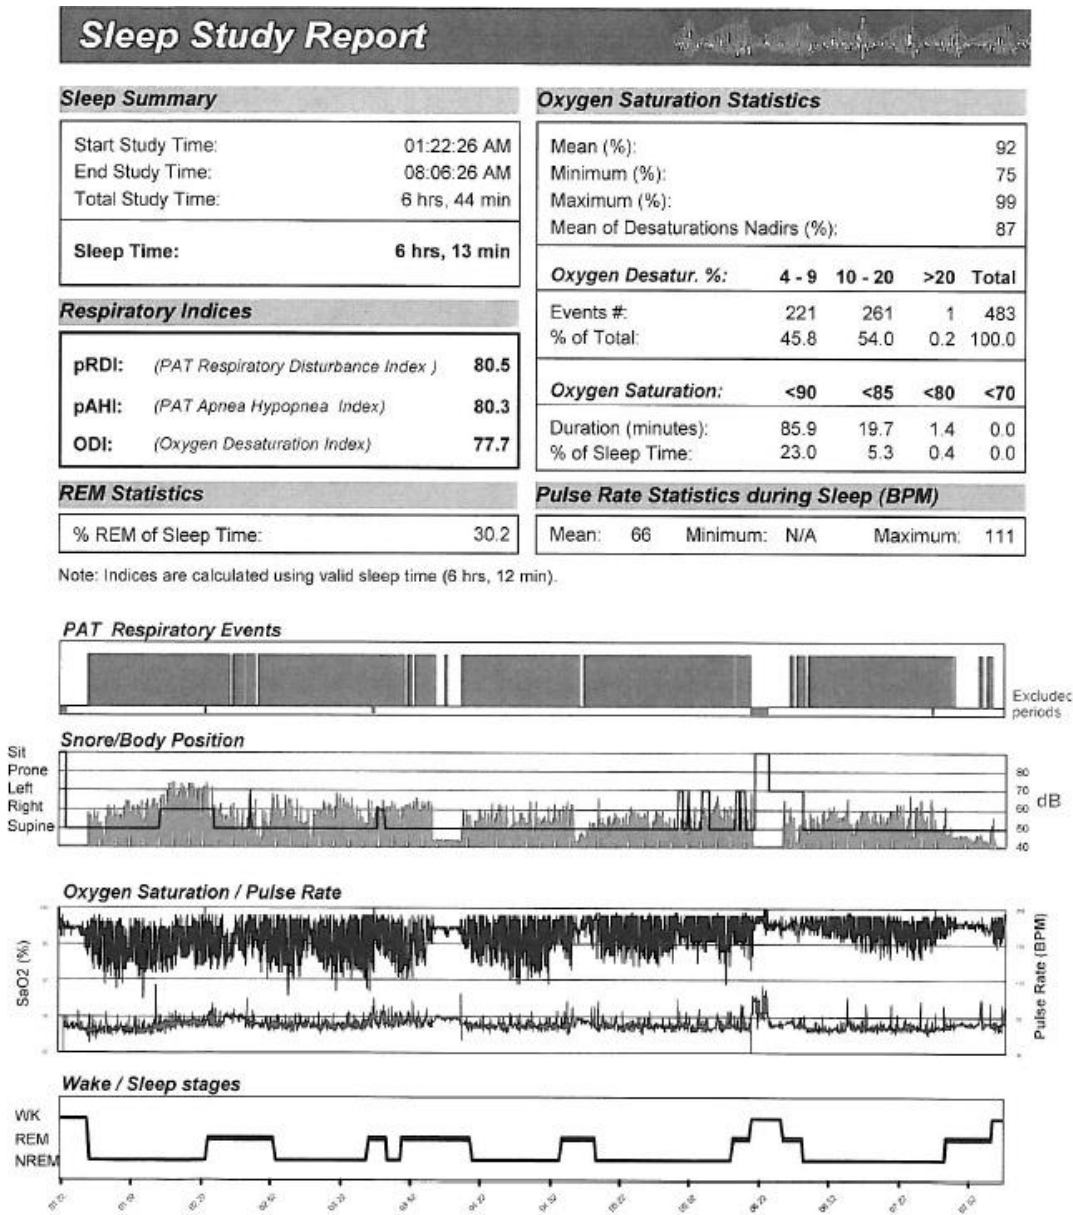 Sleep Study Report
Sleep Summary
Start Study Time: 01:22:26 AM
End Study Time: 08:06:26 AM
Total Study Time: 6 hrs, 44 min
Sleep Time: 6 hrs, 13 min
Respiratory Indices
pRDI: (PAT Respiratory Disturbance Index ) 80.5
pAHI: (PAT Apnea Hypopnea Index) 80.3
ODI: (Oxygen Desaturation Index) 77.7
REM Statistics
% REM of Sleep Time: 30.2
Oxygen Saturation Statistics
Mean (%): 92
Minimum (%): 75
Maximum (%): 99
Mean of Desaturations Nadirs (%): 87
Oxygen Desatur. %: 4 - 9 10 - 20 >20 Total
Events #: 221 261 1 483
% of Total: 45.8 54.0 0.2 100.0
Oxygen Saturation: <90 <85 <80 <70
Duration (minutes): 85.9 19.7 1.4 0.0
% of Sleep Time: 23.0 5.3 0.4 0.0
Pulse Rate Statistics during Sleep (BPM)
Mean: 66 Minimum: N/A Maximum: 111
Note: Indices are calculated using valid sleep time (6 hrs, 12 min).
PAT Respiratory Events
Excluded
periods
Snore/Body Position
Sit
Prone
Left
Right
Supine
80
70
60
50
40
dB
Oxygen Saturation / Pulse Rate
SaO2 (%)
Pulse Rate (BPM)
Wake / Sleep stages
WK
REM
NREM